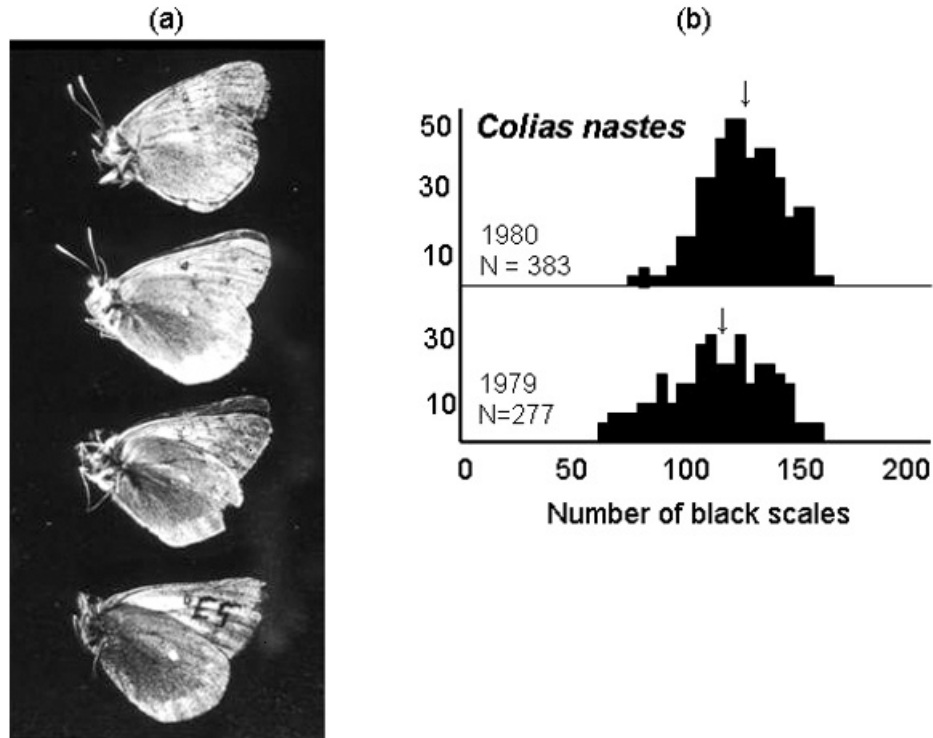 (a)
(b)
Colias nastes
50
30
10
1980
N = 383
30
10
1979
N=277
0 50 100 150 200
Number of black scales
E5